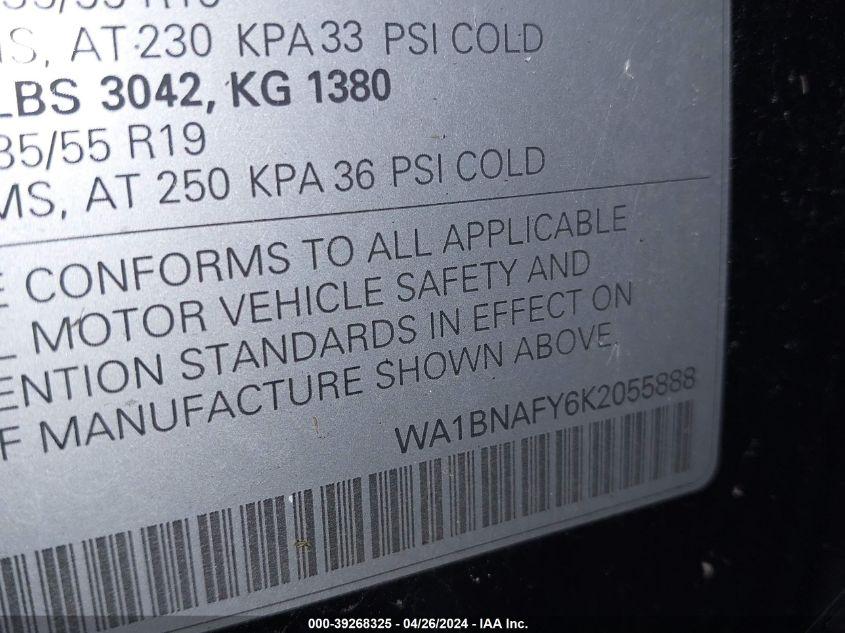 AT 230 KPA 33 PSI COLD
LBS 3042, KG 1380
35/55 R19
MS, AT 250 KPA 36 PSI COLD
E CONFORMS TO ALL APPLICABLE
L MOTOR VEHICLE SAFETY AND
ENTION STANDARDS IN EFFECT ON
F MANUFACTURE SHOWN ABOVE.
WA1BNAFY6K2055888
000-39268325 - 04/26/2024 - IAA Inc.